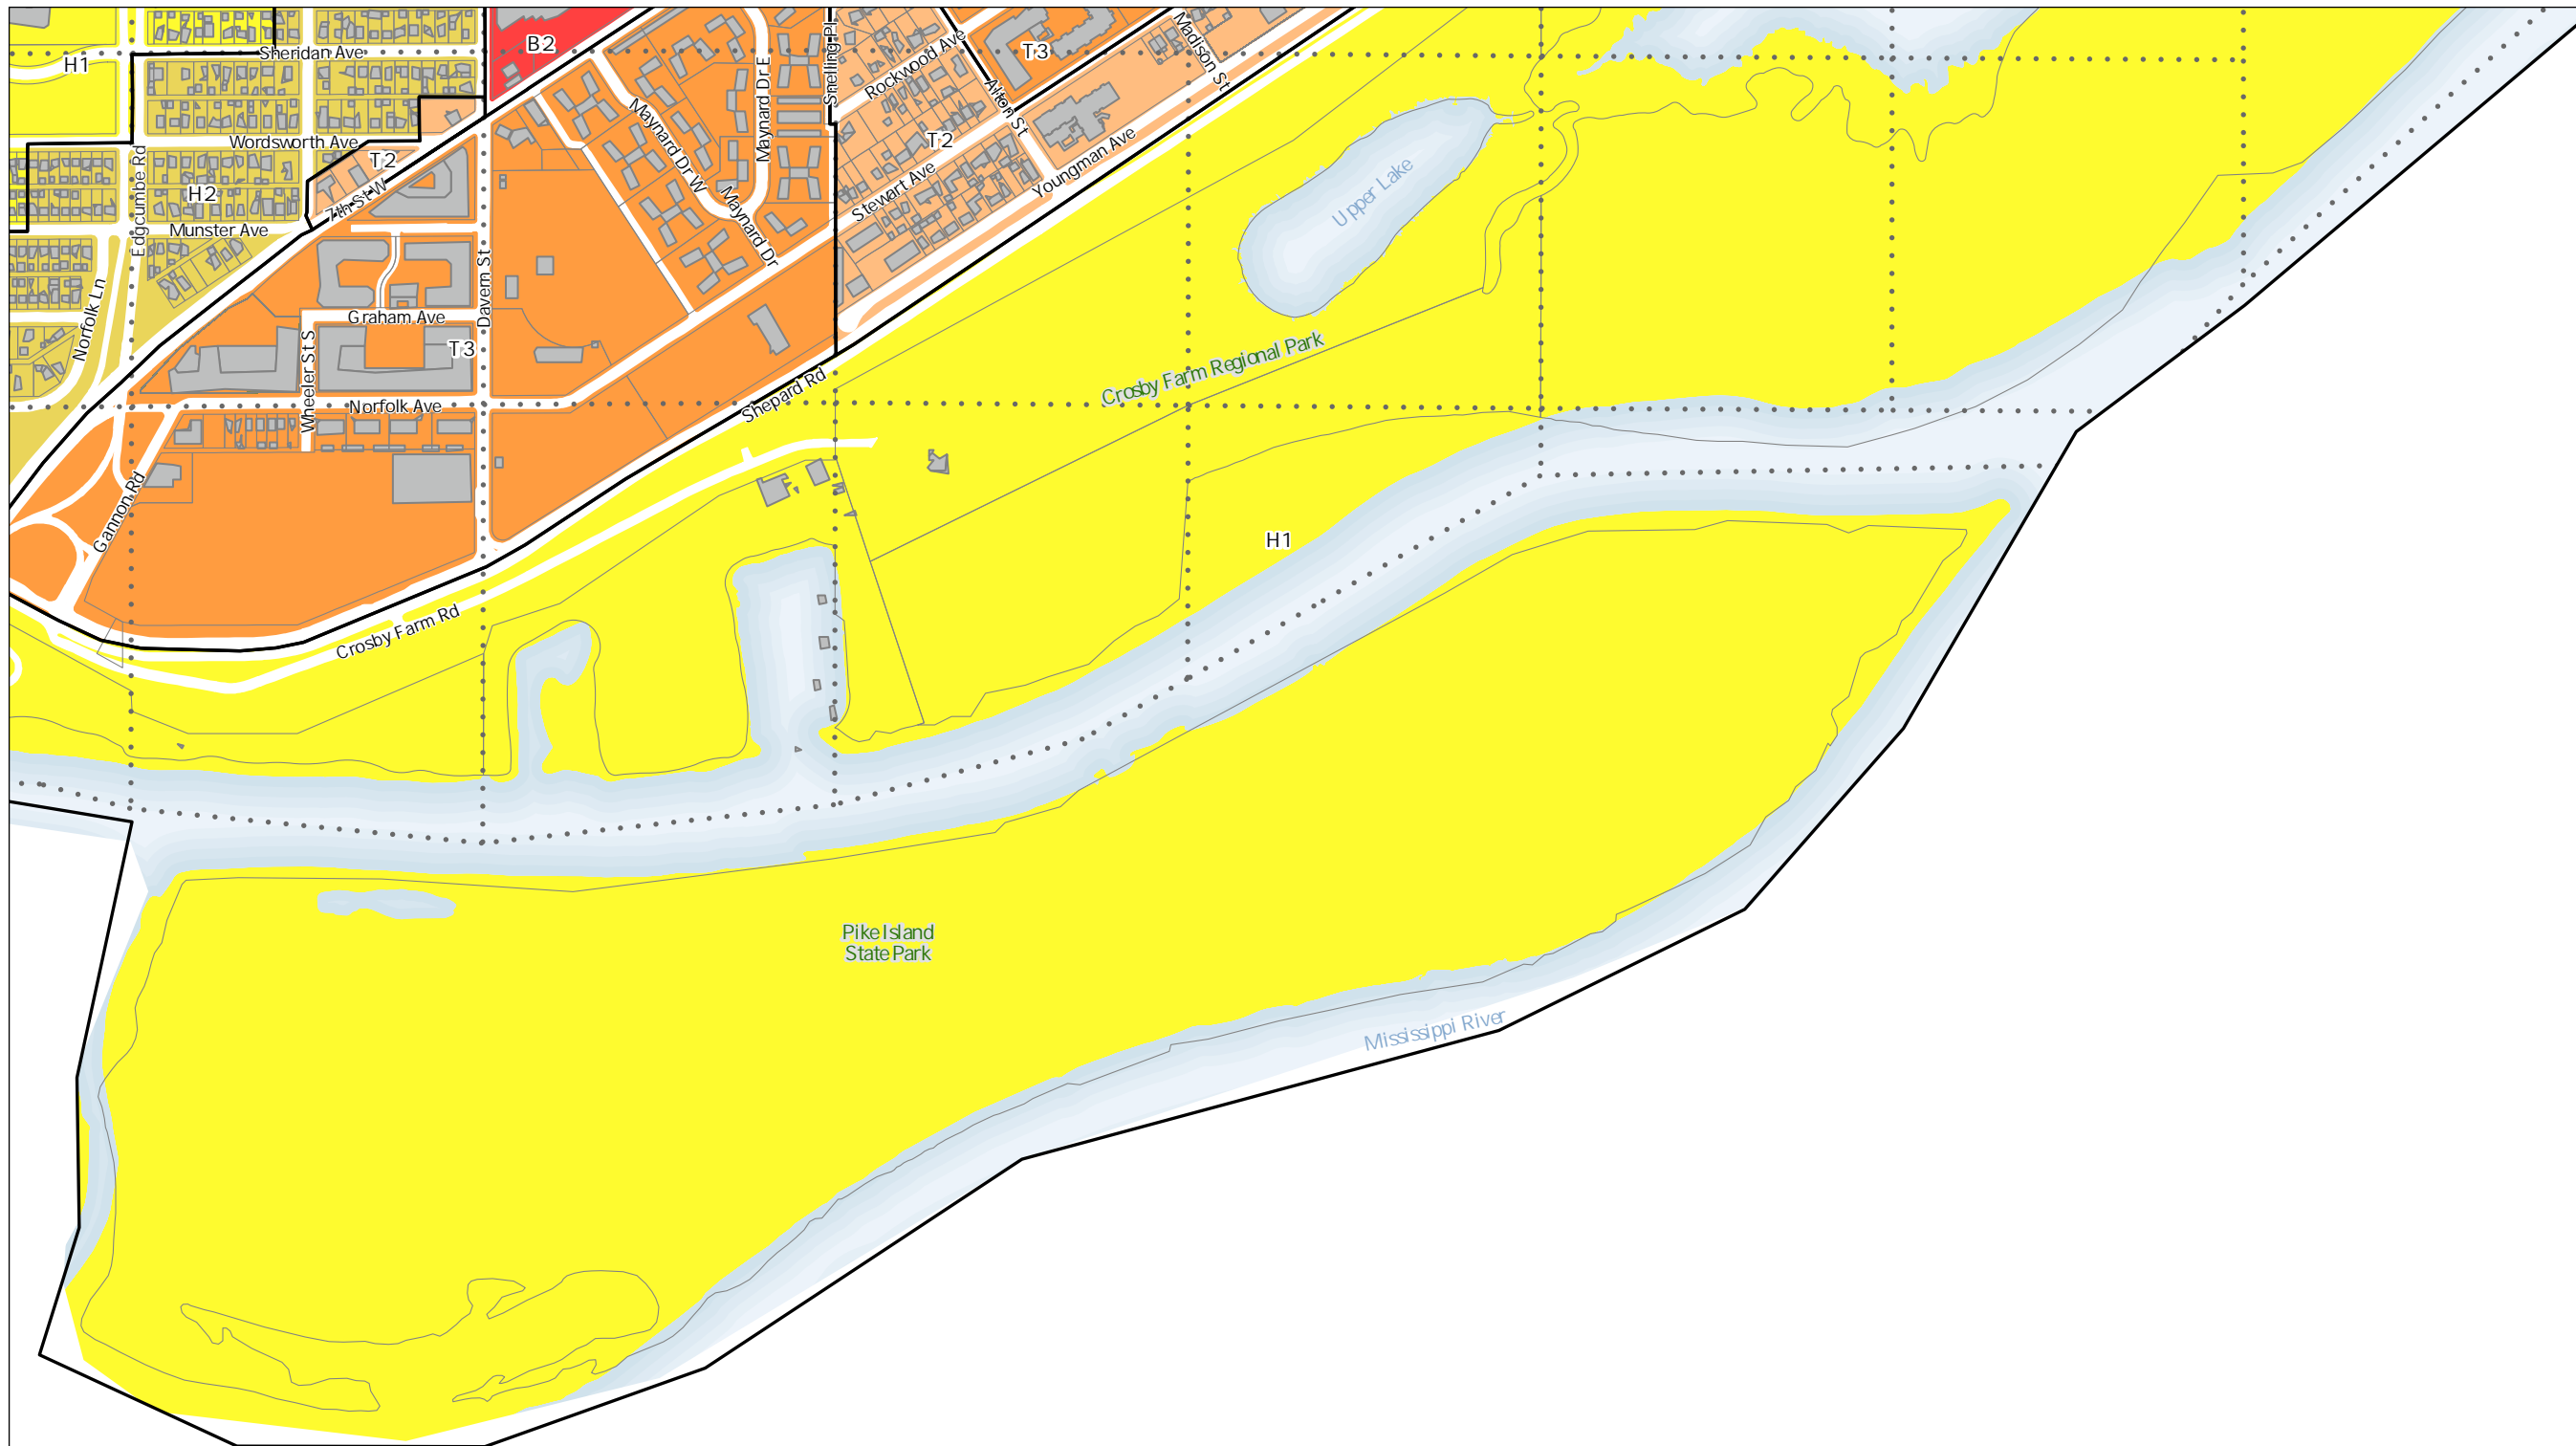 B2
H1
Sheridan Ave
Snelling Pl
Rockwood Ave
T3
Madison St
Maynard Dr E
Alton St
Maynard Dr W
Wordsworth Ave
T2
Youngman Ave
T2
Edgcumbe Rd
H2
7th St W
Stewart Ave
Upper Lake
Munster Ave
Maynard Dr
Davern St
Norfolk Ln
Graham Ave
Wheeler St S
T3
Crosby Farm Regional Park
Shepard Rd
Norfolk Ave
Gannon Rd
H1
Crosby Farm Rd
Pike Island
State Park
Mississippi River